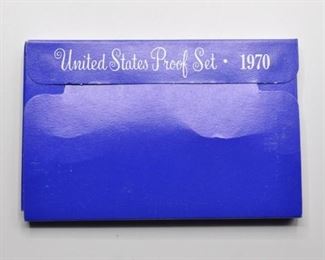 United States Proof Set • 1970